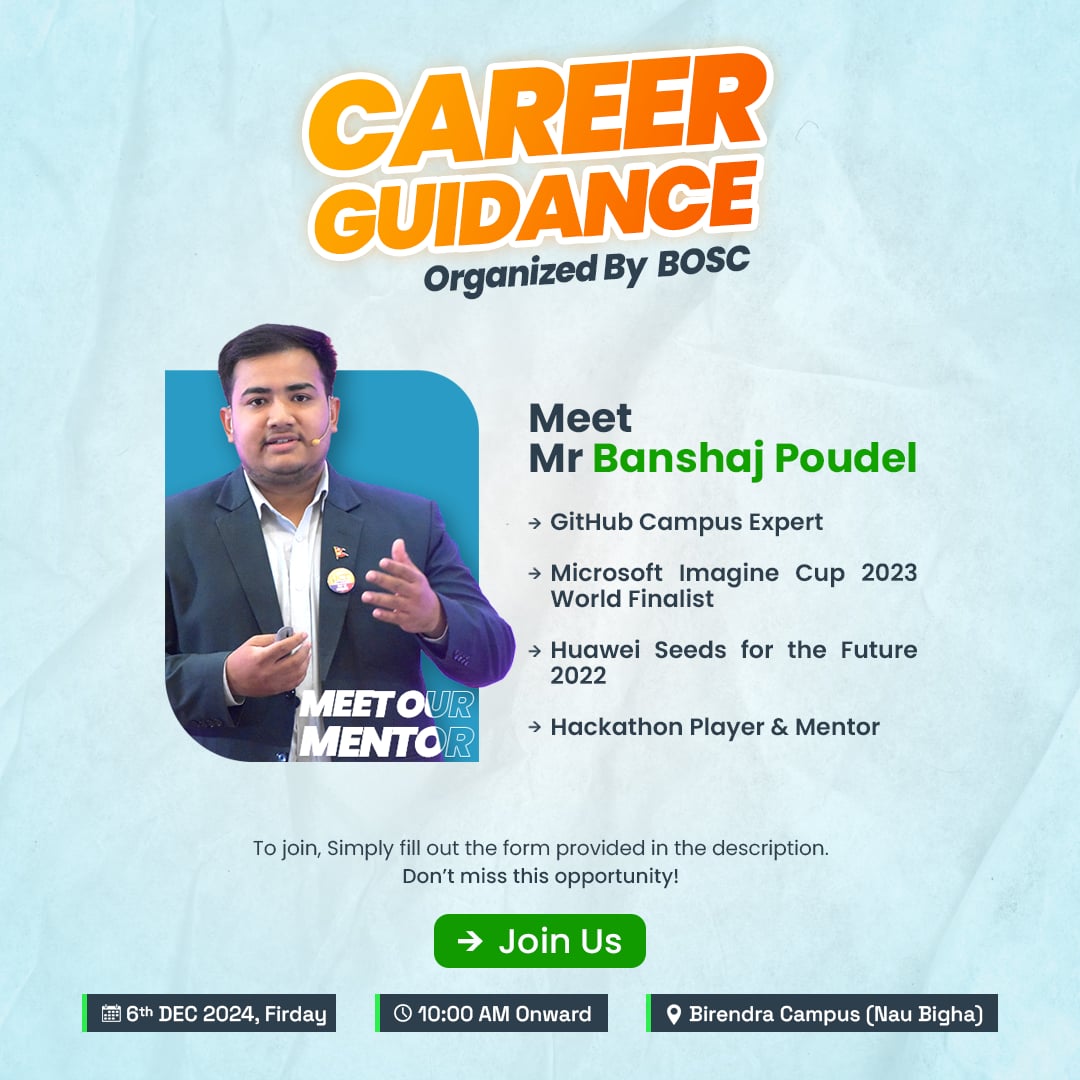 CAREER
GUIDANCE
Organized By BOSC
Meet
Mr Banshaj Poudel
→ GitHub Campus Expert
→ Microsoft Imagine Cup 2023
World Finalist
→ Huawei Seeds for the Future
2022
→ Hackathon Player & Mentor
MEET OUR
MENTOR
To join, Simply fill out the form provided in the description.
Don't miss this opportunity!
→ Join Us
6th DEC 2024, Firday
10:00 AM Onward
Birendra Campus (Nau Bigha)